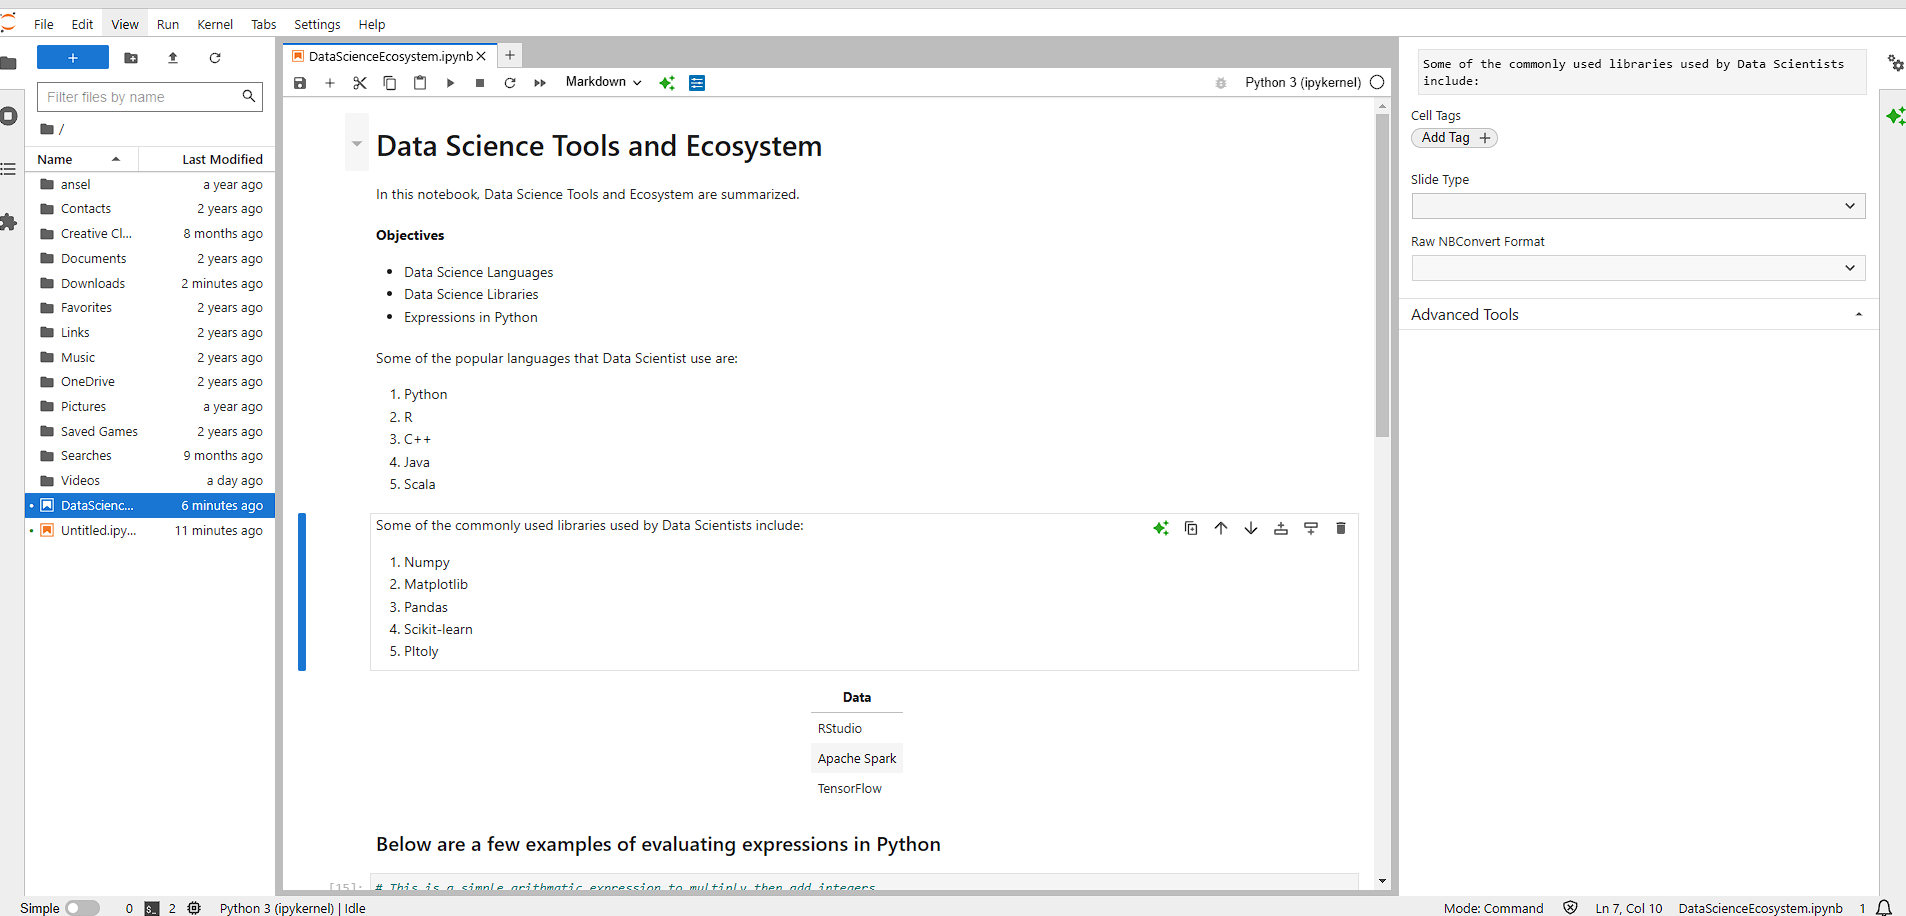 File Edit View Run Kernel Tabs Settings Help
+
Filter files by name
/
Name Last Modified
ansel a year ago
Contacts 2 years ago
Creative Cl... 8 months ago
Documents 2 years ago
Downloads 2 minutes ago
Favorites 2 years ago
Links 2 years ago
Music 2 years ago
OneDrive 2 years ago
Pictures a year ago
Saved Games 2 years ago
Searches 9 months ago
Videos a day ago
DataScienc... 6 minutes ago
Untitled.ipy... 11 minutes ago
DataScienceEcosystem.ipynb
Markdown
Python 3 (ipykernel)
Data Science Tools and Ecosystem
In this notebook, Data Science Tools and Ecosystem are summarized.
Objectives
• Data Science Languages
• Data Science Libraries
• Expressions in Python
Some of the popular languages that Data Scientist use are:
1. Python
2. R
3. C++
4. Java
5. Scala
Some of the commonly used libraries used by Data Scientists include:
1. Numpy
2. Matplotlib
3. Pandas
4. Scikit-learn
5. Pltoly
Data
RStudio
Apache Spark
TensorFlow
Below are a few examples of evaluating expressions in Python
[15]: # This is a simple arithmatic expression to multiply then add integers
Some of the commonly used libraries used by Data Scientists
include:
Cell Tags
Add Tag +
Slide Type
Raw NBConvert Format
Advanced Tools
Simple 0 $_ 2 Python 3 (ipykernel) | Idle Mode: Command Ln 7, Col 10 DataScienceEcosystem.ipynb 1